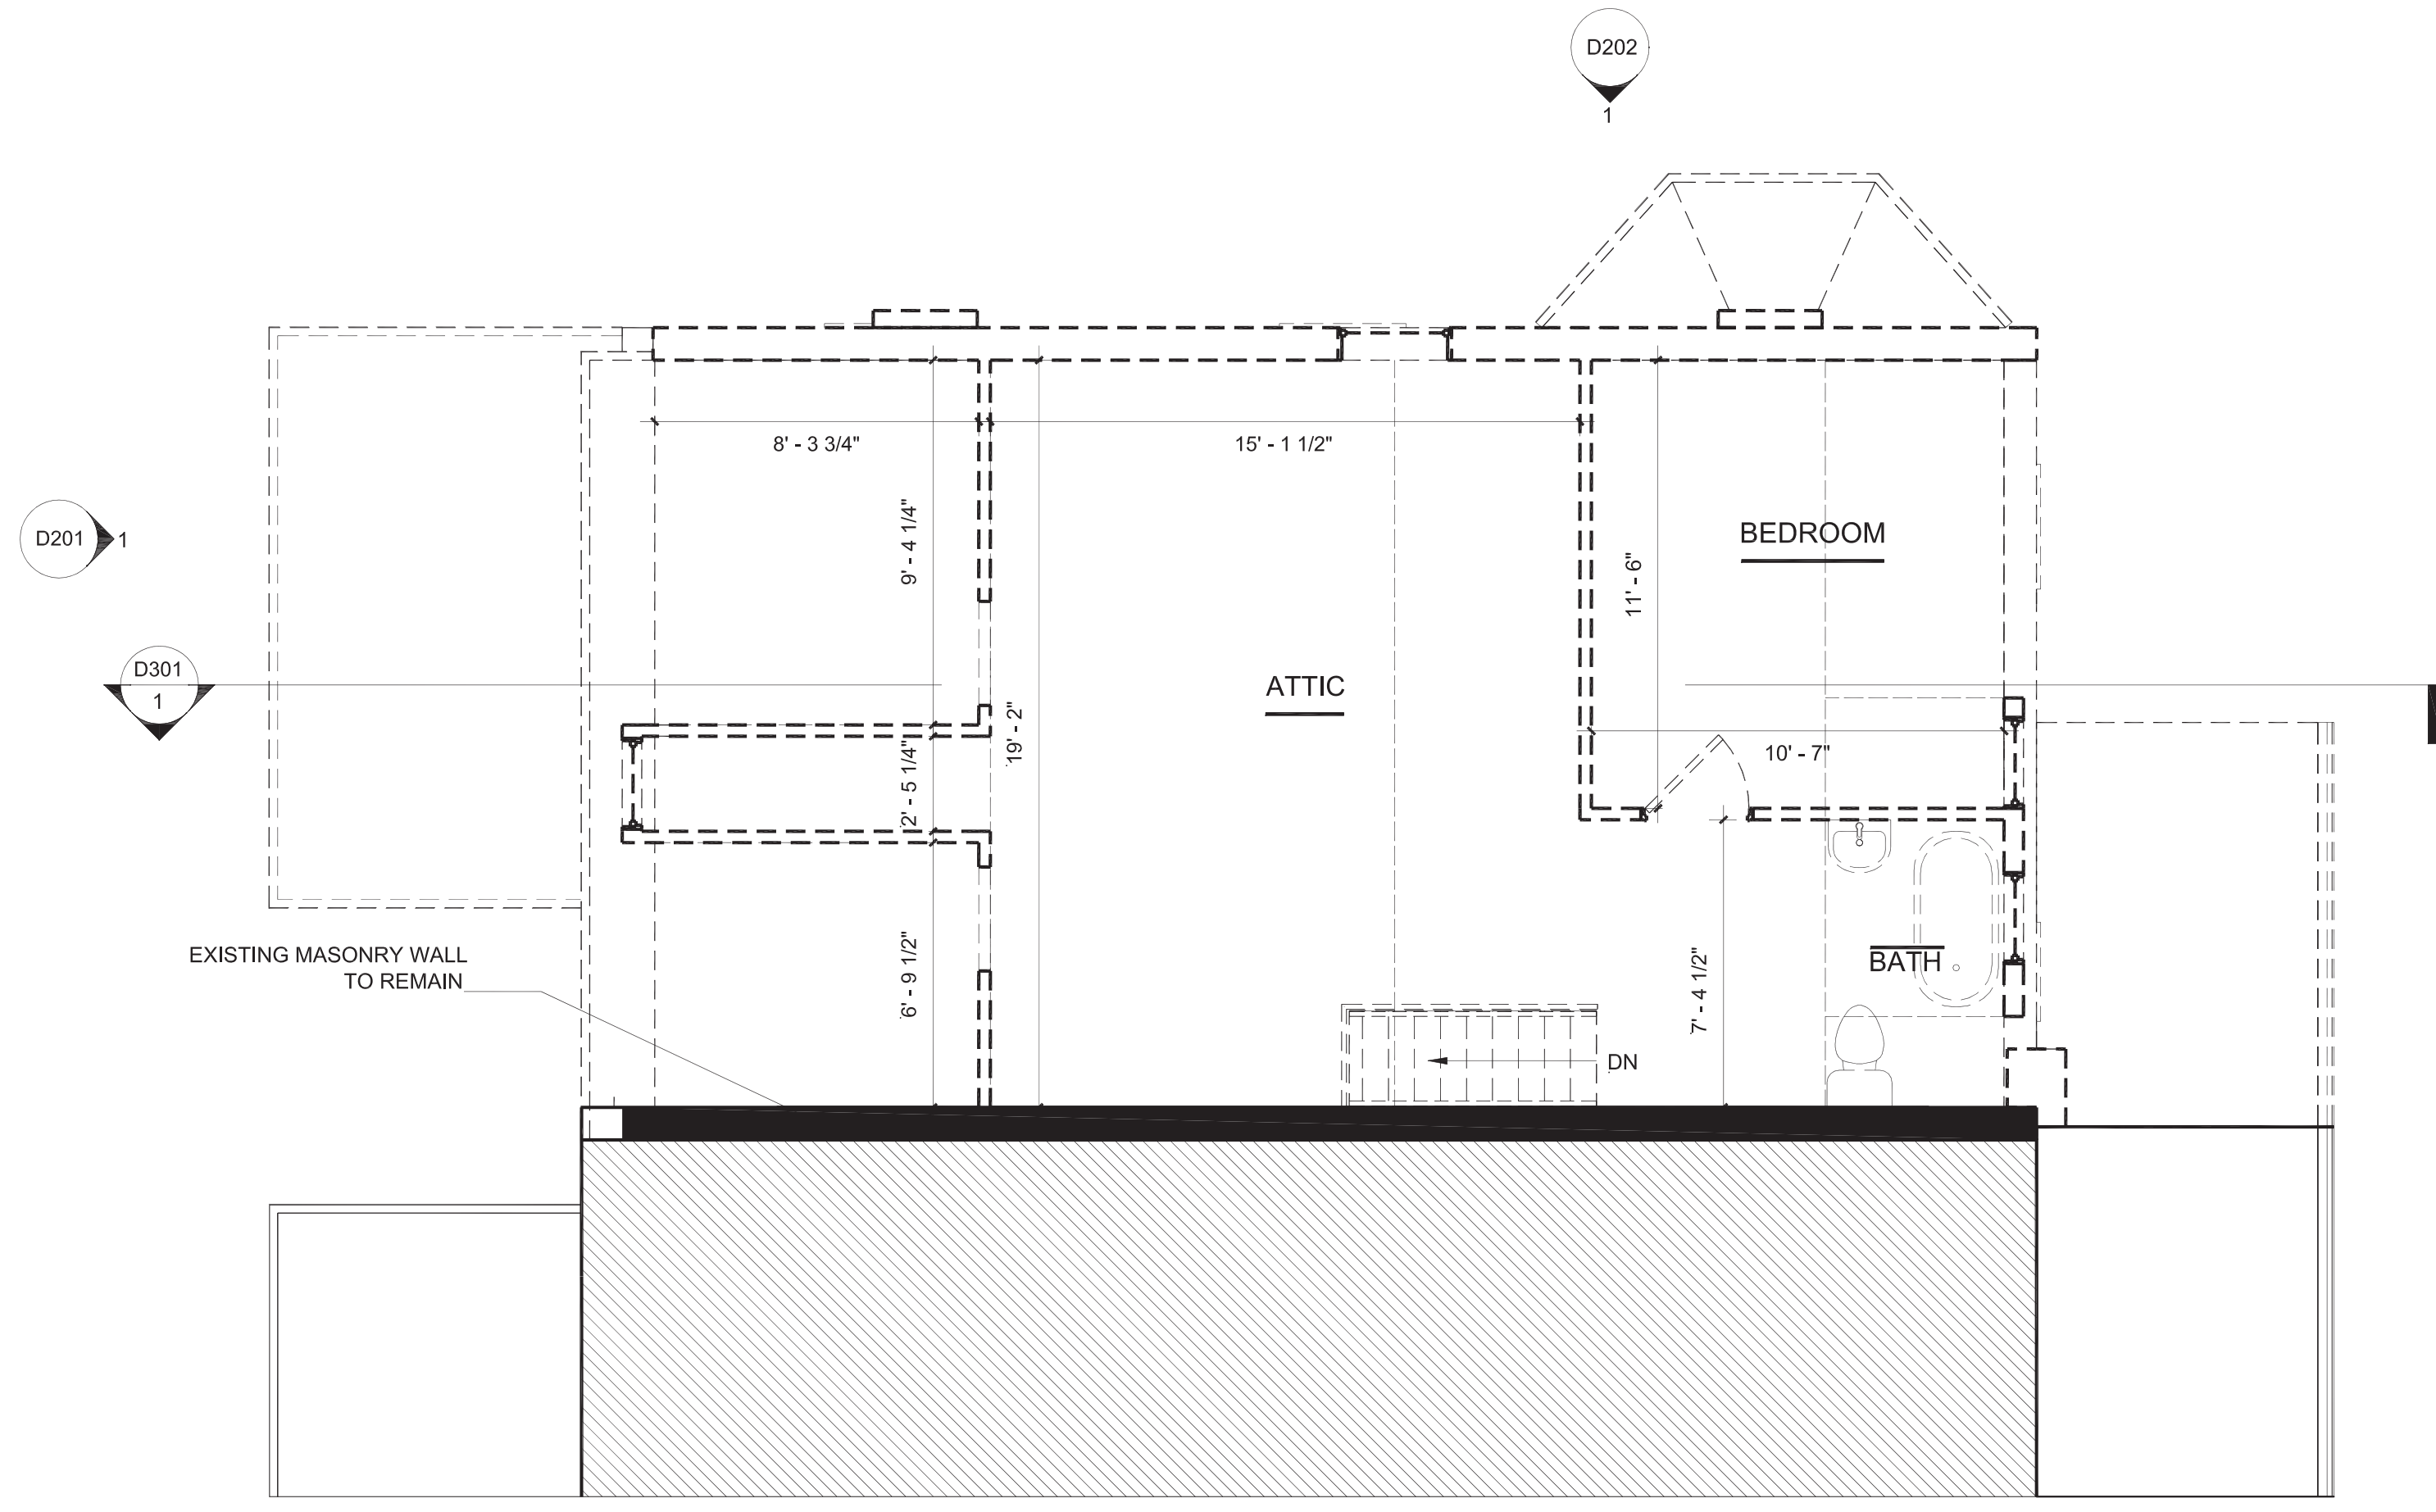 D202
1
8' - 3 3/4"
15' - 1 1/2"
9' - 4 1/4"
D201
1
BEDROOM
11' - 6"
D301
1
ATTIC
19' - 2"
2' - 5 1/4"
10' - 7"
EXISTING MASONRY WALL
TO REMAIN
6' - 9 1/2"
7' - 4 1/2"
BATH
DN